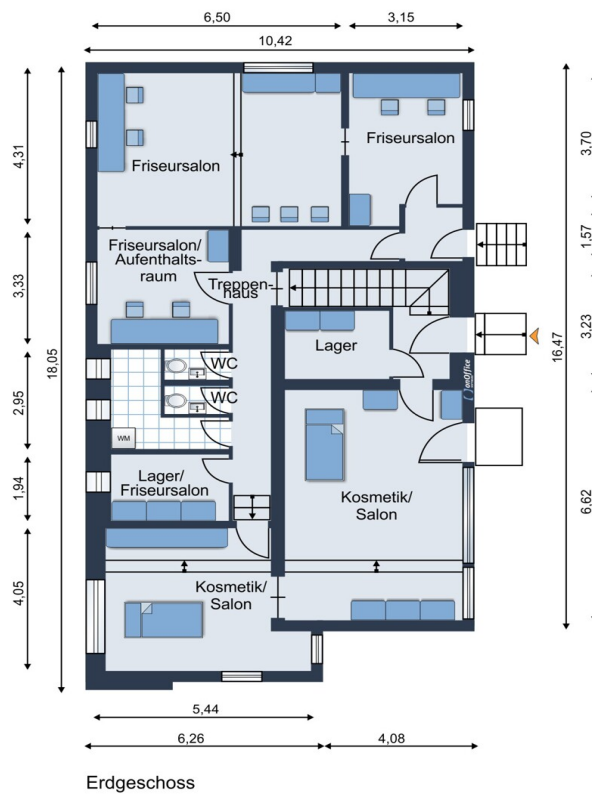 6,50
3,15
10,42
4,31
3,33
2,95
1,94
4,05
18,05
Friseursalon
Friseursalon
Friseursalon/
Aufenthalts-
raum
Treppen-
haus
Lager
WC
WC
WM
Lager/
Friseursalon
Kosmetik/
Salon
Kosmetik/
Salon
onOffice
16,47
3,70
1,57
3,23
6,62
5,44
6,26
4,08
Erdgeschoss